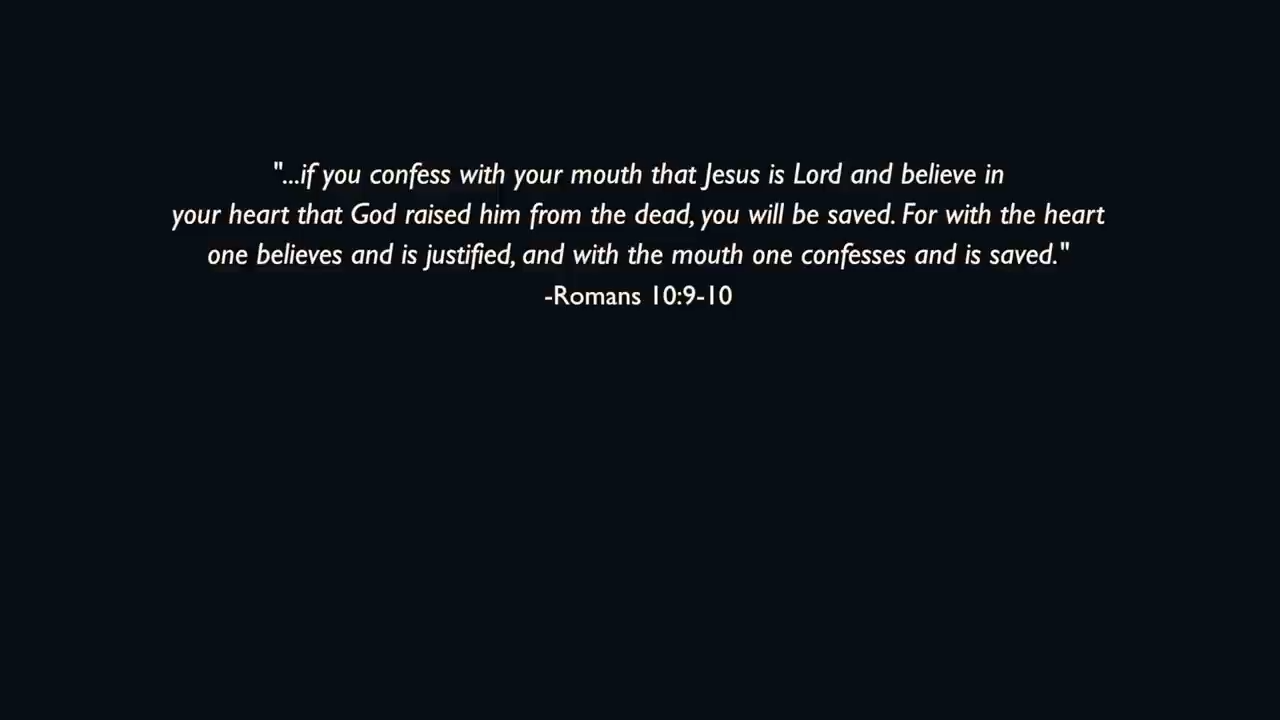 "...if you confess with your mouth that Jesus is Lord and believe in
your heart that God raised him from the dead, you will be saved. For with the heart
one believes and is justified, and with the mouth one confesses and is saved."
-Romans 10:9-10